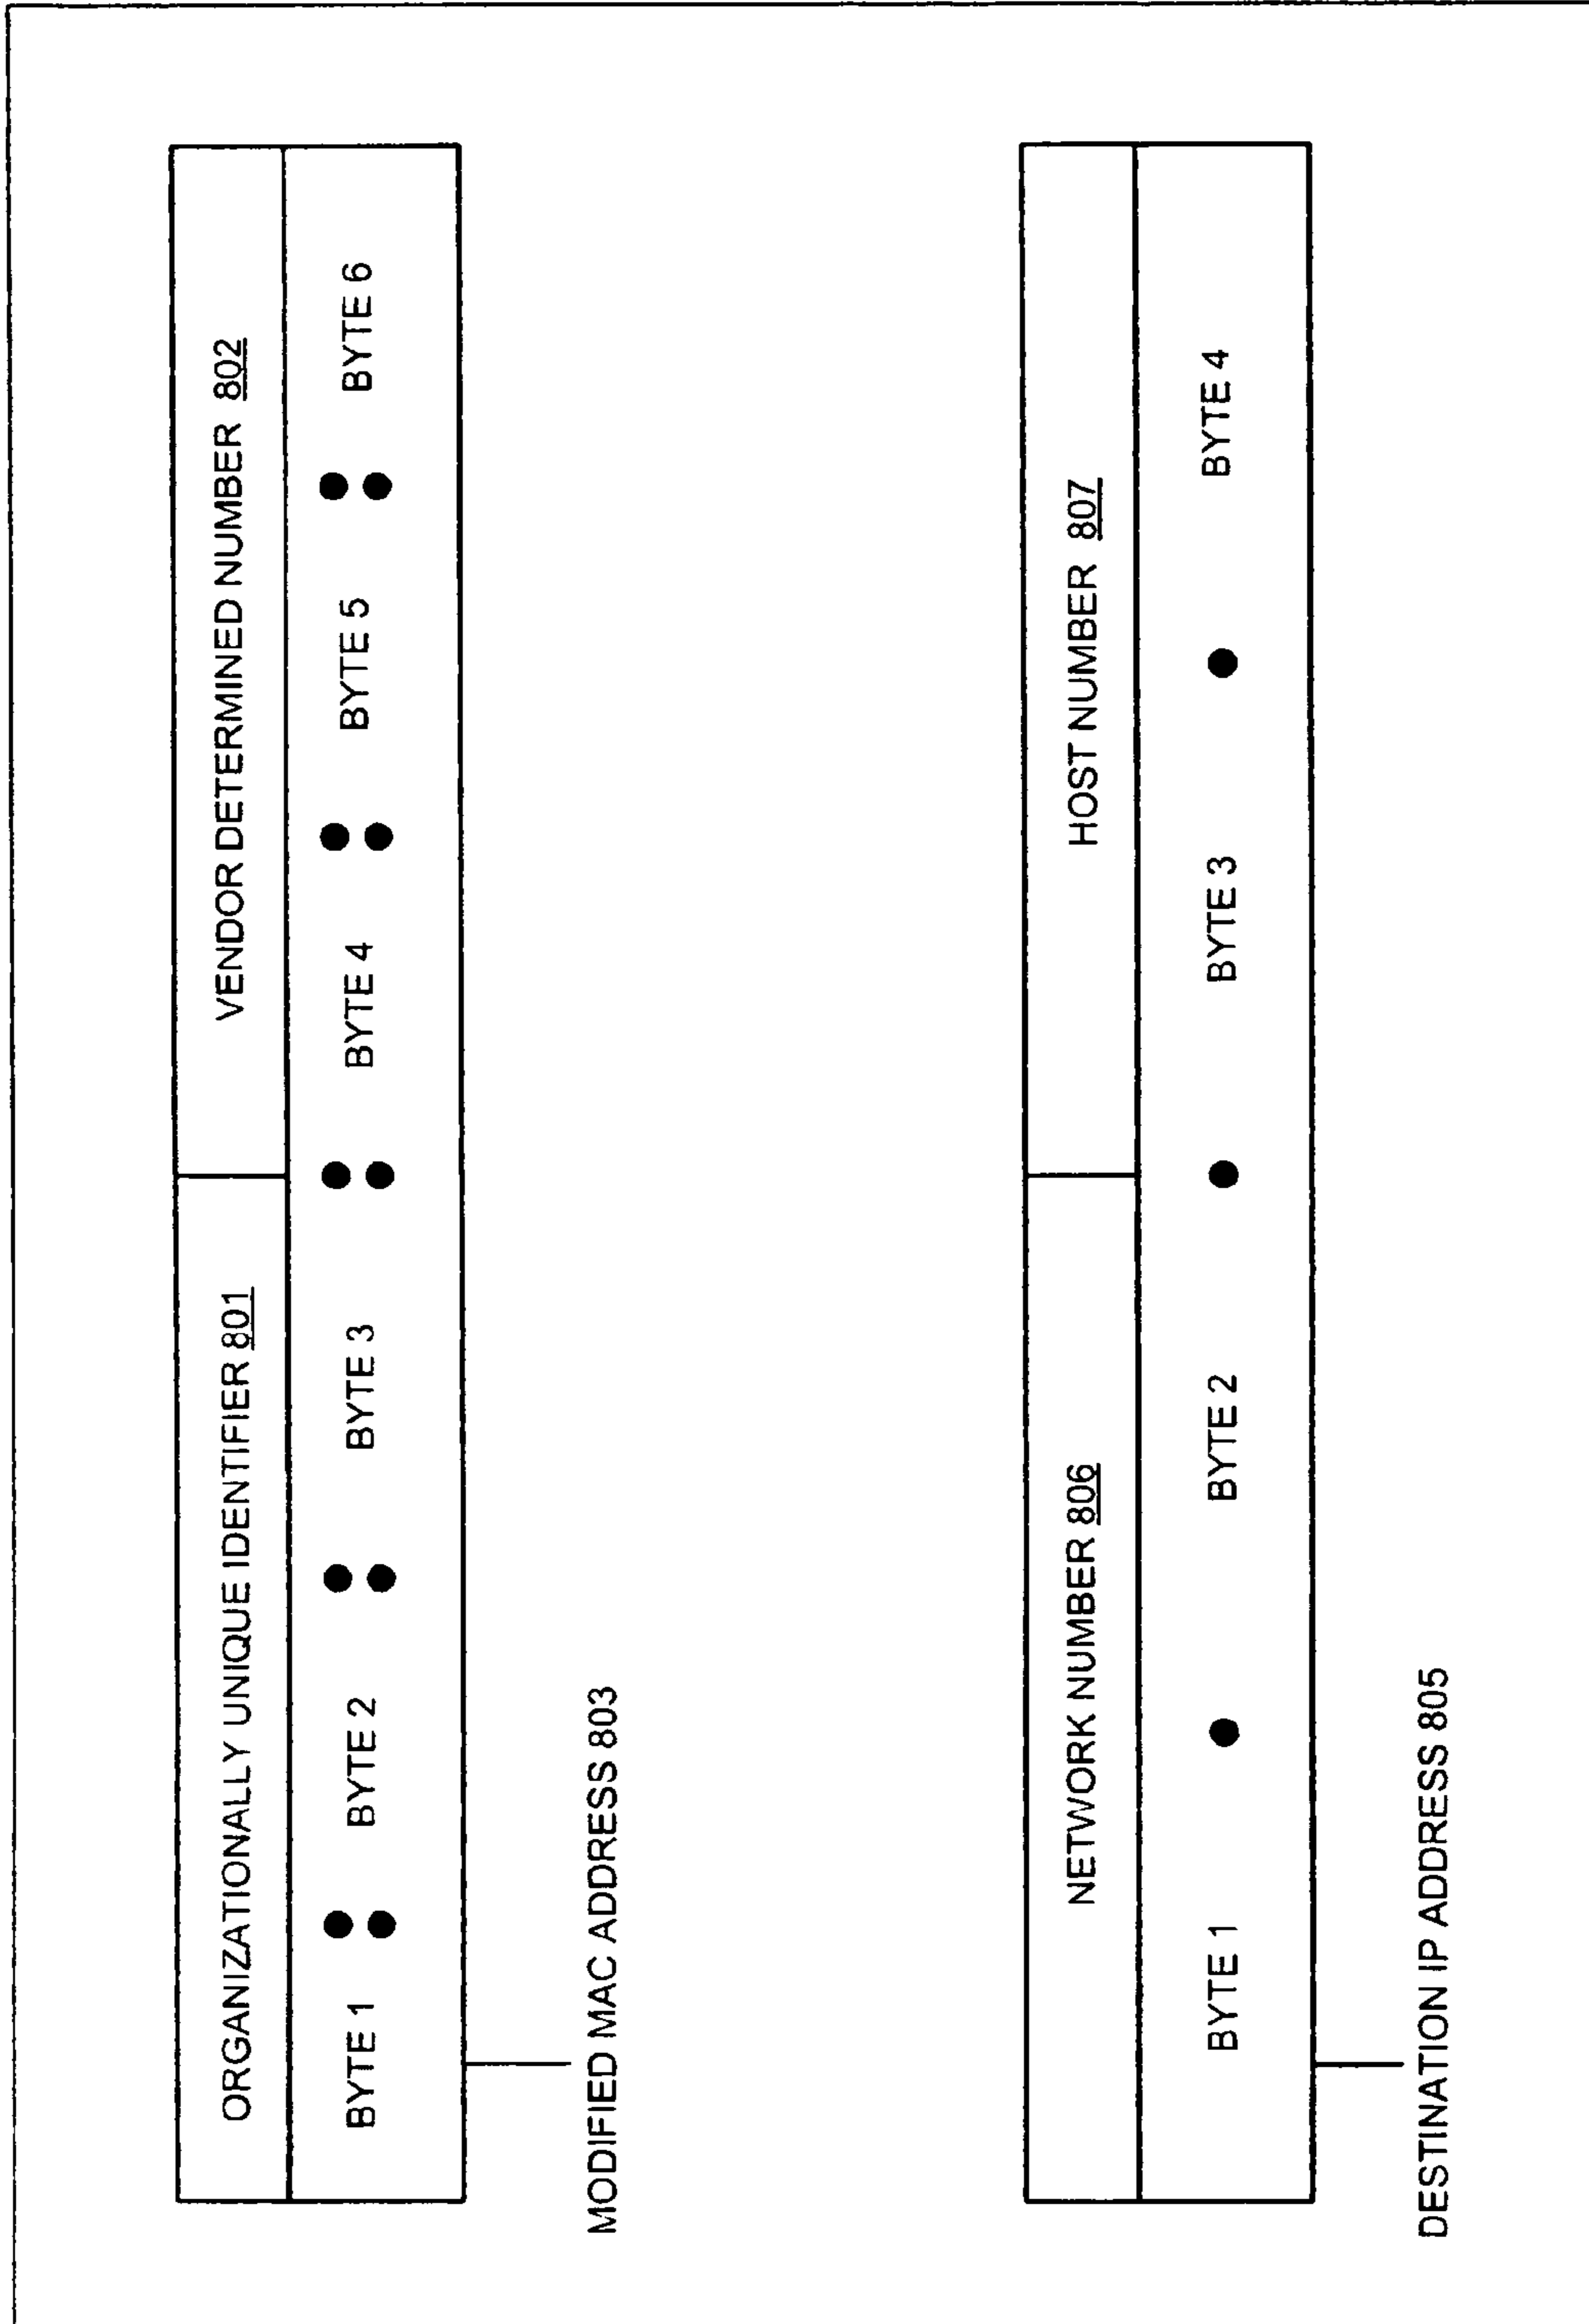 ORGANIZATIONALLY UNIQUE IDENTIFIER 801 VENDOR DETERMINED NUMBER 802
BYTE 1 : BYTE 2 : BYTE 3 : BYTE 4 : BYTE 5 : BYTE 6
MODIFIED MAC ADDRESS 803
NETWORK NUMBER 806 HOST NUMBER 807
BYTE 1 . BYTE 2 . BYTE 3 . BYTE 4
DESTINATION IP ADDRESS 805